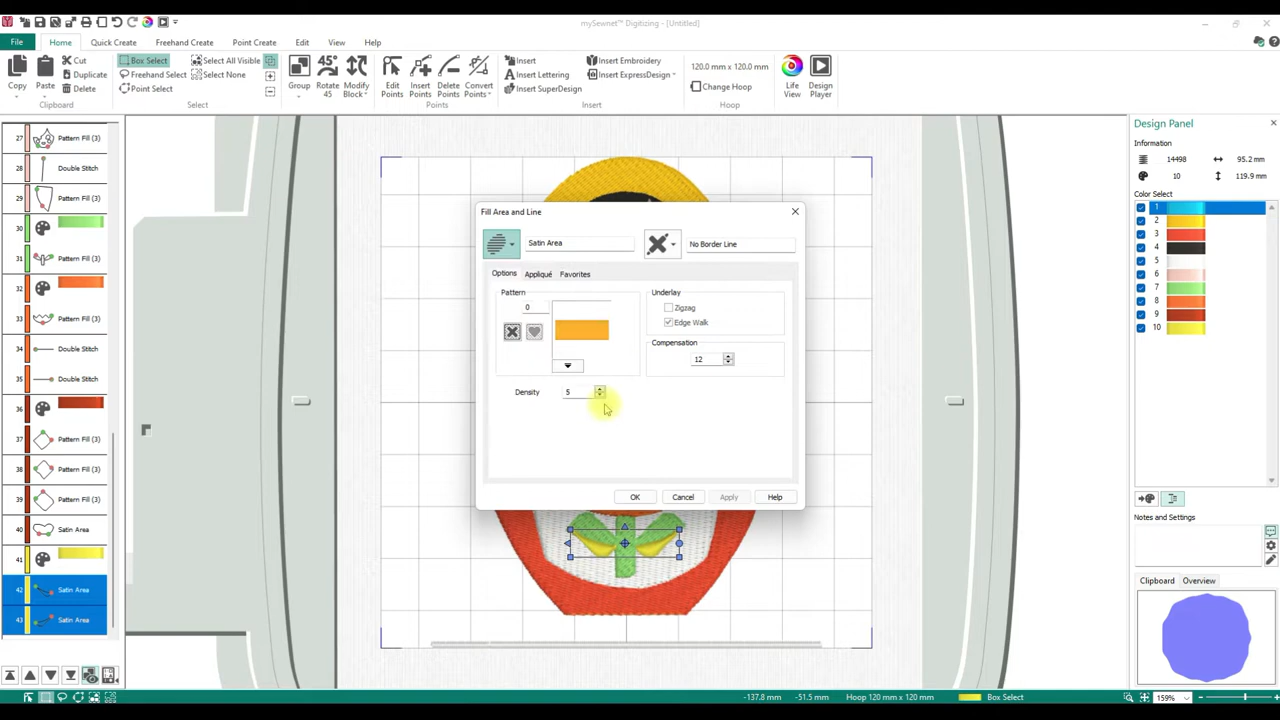 mySewnet Digitizing - [Untitled]
File Home Quick Create Freehand Create Point Create Edit View Help
Copy
Paste
Cut
Duplicate
Delete
Clipboard
Box Select
Freehand Select
Point Select
Select All Visible
Select None
Select
Group
Rotate 45
Modify Block
Edit Points
Insert Points
Delete Points
Convert Points
Points
Insert
Insert Lettering
Insert SuperDesign
Insert Embroidery
Insert ExpressDesign
Insert
120.0 mm x 120.0 mm
Change Hoop
Hoop
Life View
Design Player
27 Pattern Fill (3)
28 Double Stitch
29 Pattern Fill (3)
30
31 Pattern Fill (3)
32
33 Pattern Fill (3)
34 Double Stitch
35 Double Stitch
36
37 Pattern Fill (3)
38 Pattern Fill (3)
39 Pattern Fill (3)
40 Satin Area
41
42 Satin Area
43 Satin Area
Fill Area and Line
Satin Area
No Border Line
Options Appliqué Favorites
Pattern
0
Density 5
Underlay
Zigzag
Edge Walk
Compensation
12
OK Cancel Apply Help
Design Panel
Information
14498 95.2 mm
10 119.9 mm
Color Select
1
2
3
4
5
6
7
8
9
10
Notes and Settings
Clipboard Overview
-137.8 mm -51.5 mm Hoop 120 mm x 120 mm Box Select 159%